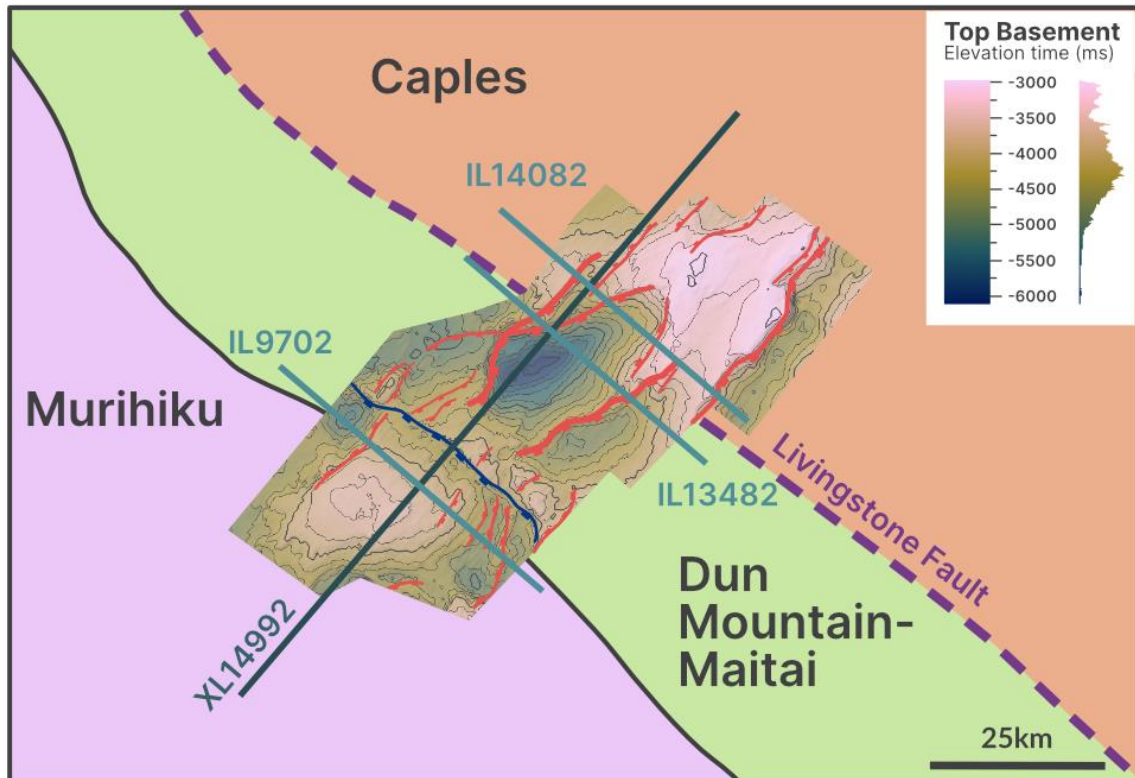 Top Basement
Elevation time (ms)
-3000
-3500
-4000
-4500
-5000
-5500
-6000
Caples
IL14082
IL9702
Murihiku
IL13482
Livingstone Fault
Dun
Mountain-
Maitai
XL14992
25km